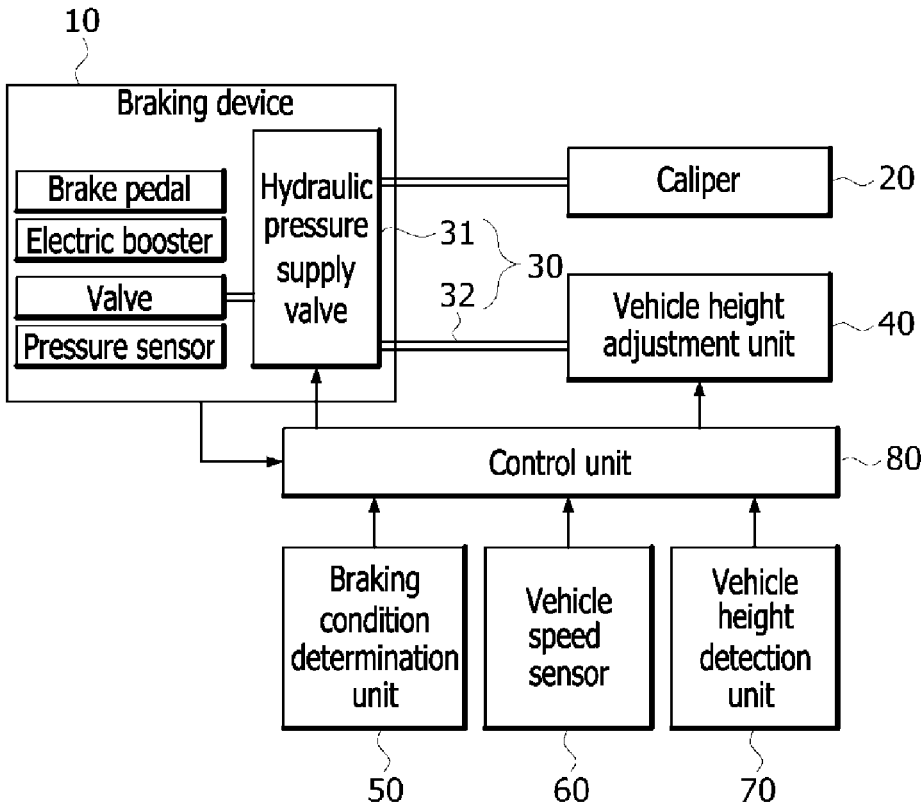 10
Braking device
Brake pedal
Electric booster
Valve
Pressure sensor
Hydraulic
pressure
supply
valve
31
32
30
Caliper
20
Vehicle height
adjustment unit
40
Control unit
80
Braking
condition
determination
unit
50
Vehicle
speed
sensor
60
Vehicle
height
detection
unit
70